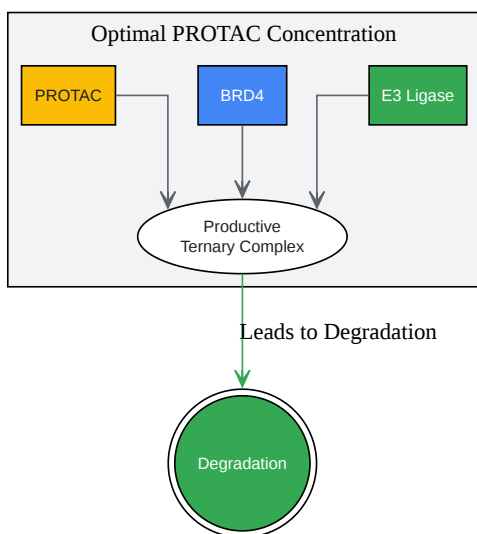 Optimal PROTAC Concentration
PROTAC
BRD4
E3 Ligase
Productive
Ternary Complex
Leads to Degradation
Degradation